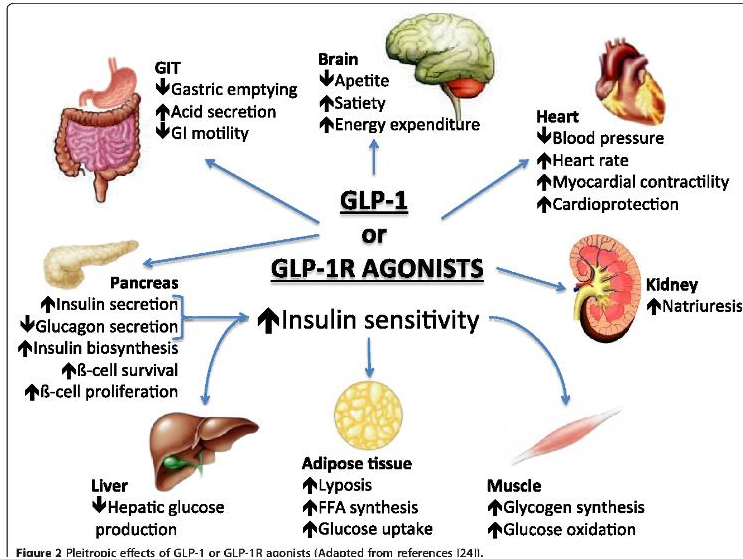 GIT
↓Gastric emptying
↑Acid secretion
↓GI motility
Brain
↓Apetite
↑Satiety
↑Energy expenditure
Heart
↓Blood pressure
↑Heart rate
↑Myocardial contractility
↑Cardioprotection
GLP-1
or
GLP-1R AGONISTS
Pancreas
↑Insulin secretion
↓Glucagon secretion
↑Insulin biosynthesis
↑ß-cell survival
↑ß-cell proliferation
Kidney
↑Natriuresis
↑Insulin sensitivity
Liver
↓Hepatic glucose
production
Adipose tissue
↑Lyposis
↑FFA synthesis
↑Glucose uptake
Muscle
↑Glycogen synthesis
↑Glucose oxidation
Figure 2 Pleitropic effects of GLP-1 or GLP-1R agonists (Adapted from references [24]).